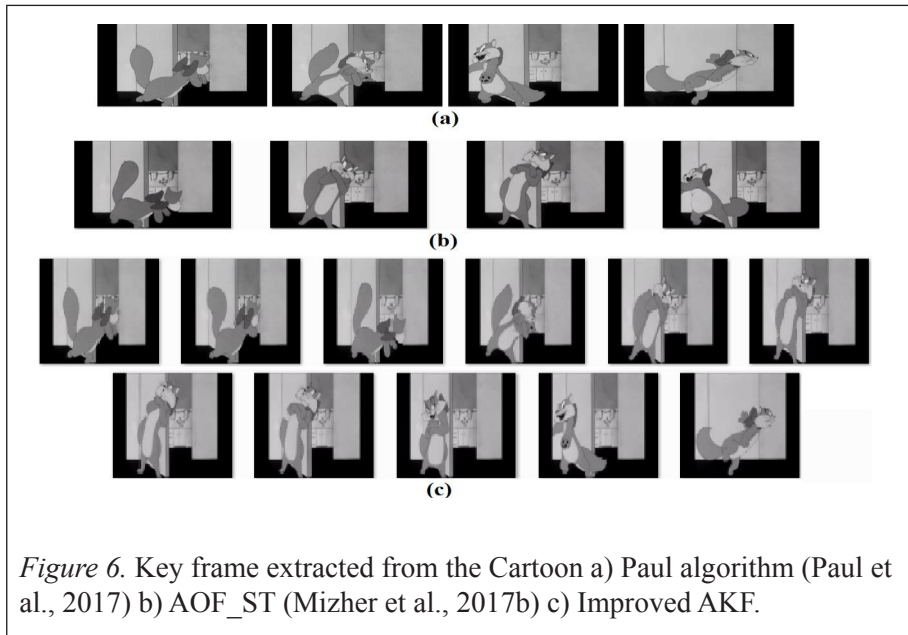 (a)
(b)
(c)
Figure 6. Key frame extracted from the Cartoon a) Paul algorithm (Paul et
al., 2017) b) AOF_ST (Mizher et al., 2017b) c) Improved AKF.